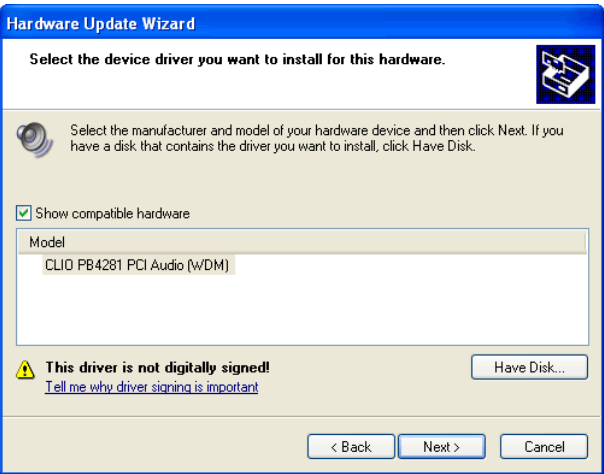 Hardware Update Wizard
Select the device driver you want to install for this hardware.
Select the manufacturer and model of your hardware device and then click Next. If you
have a disk that contains the driver you want to install, click Have Disk.
Show compatible hardware
Model
CLIO PB4281 PCI Audio (WDM)
This driver is not digitally signed!
Have Disk...
Tell me why driver signing is important
< Back
Next >
Cancel